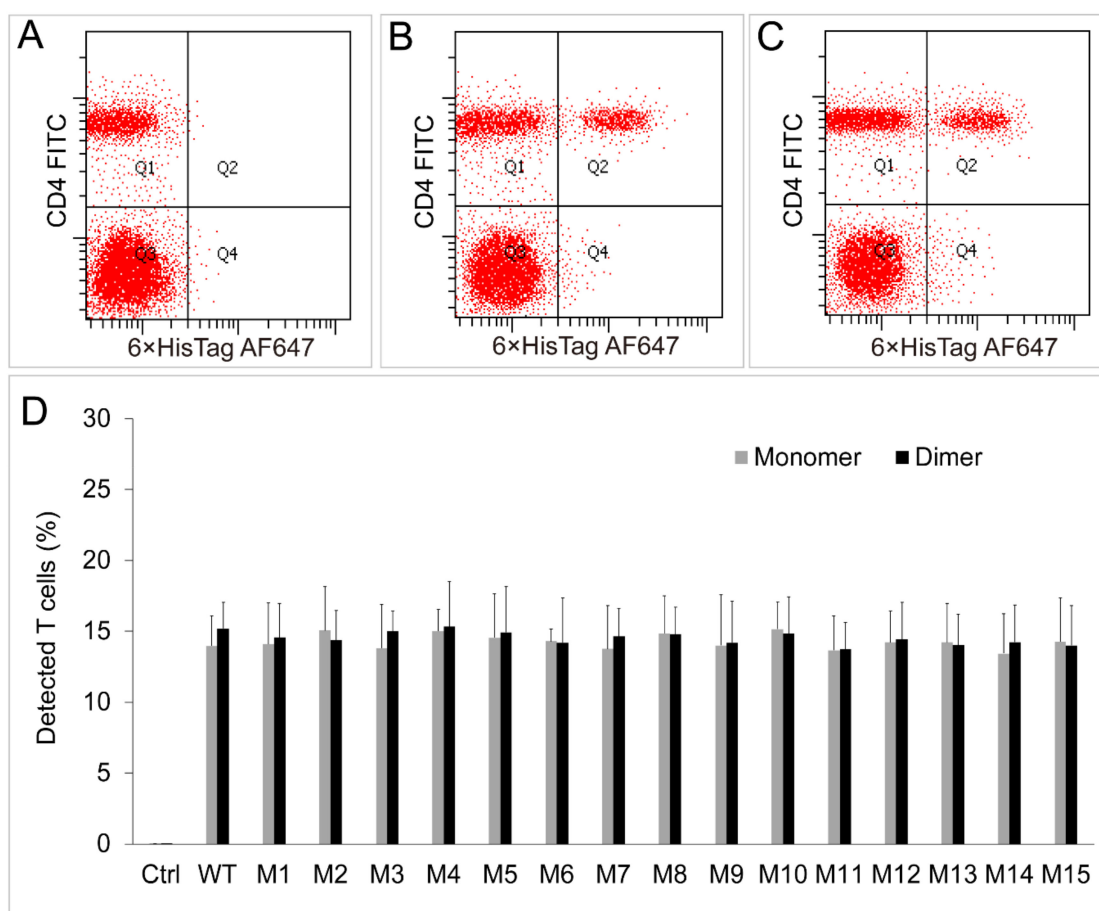 A
B
C
CD4 FITC
Q1
Q2
Q3
Q4
6×HisTag AF647
CD4 FITC
Q1
Q2
Q3
Q4
6×HisTag AF647
CD4 FITC
Q1
Q2
Q3
Q4
6×HisTag AF647
D
Detected T cells (%)
30
25
20
15
10
5
0
Monomer
Dimer
Ctrl WT M1 M2 M3 M4 M5 M6 M7 M8 M9 M10 M11 M12 M13 M14 M15